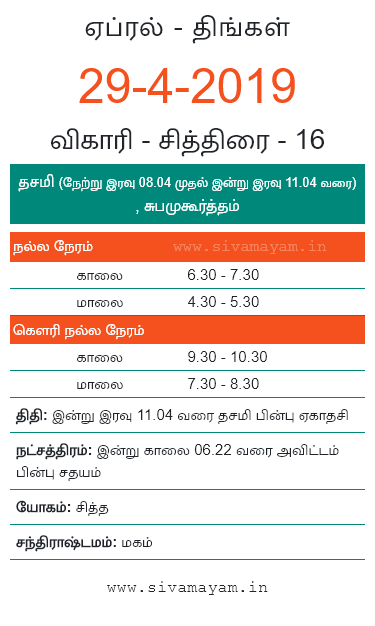 ஏப்ரல் - திங்கள்
29-4-2019
விகாரி - சித்திரை - 16
தசமி (நேற்று இரவு 08.04 முதல் இன்று இரவு 11.04 வரை)
, சுபமுகூர்த்தம்
நல்ல நேரம் www.sivamayam.in
காலை 6.30 - 7.30
மாலை 4.30 - 5.30
கௌரி நல்ல நேரம்
காலை 9.30 - 10.30
மாலை 7.30 - 8.30
திதி: இன்று இரவு 11.04 வரை தசமி பின்பு ஏகாதசி
நட்சத்திரம்: இன்று காலை 06.22 வரை அவிட்டம்
பின்பு சதயம்
யோகம்: சித்த
சந்திராஷ்டமம்: மகம்
www.sivamayam.in